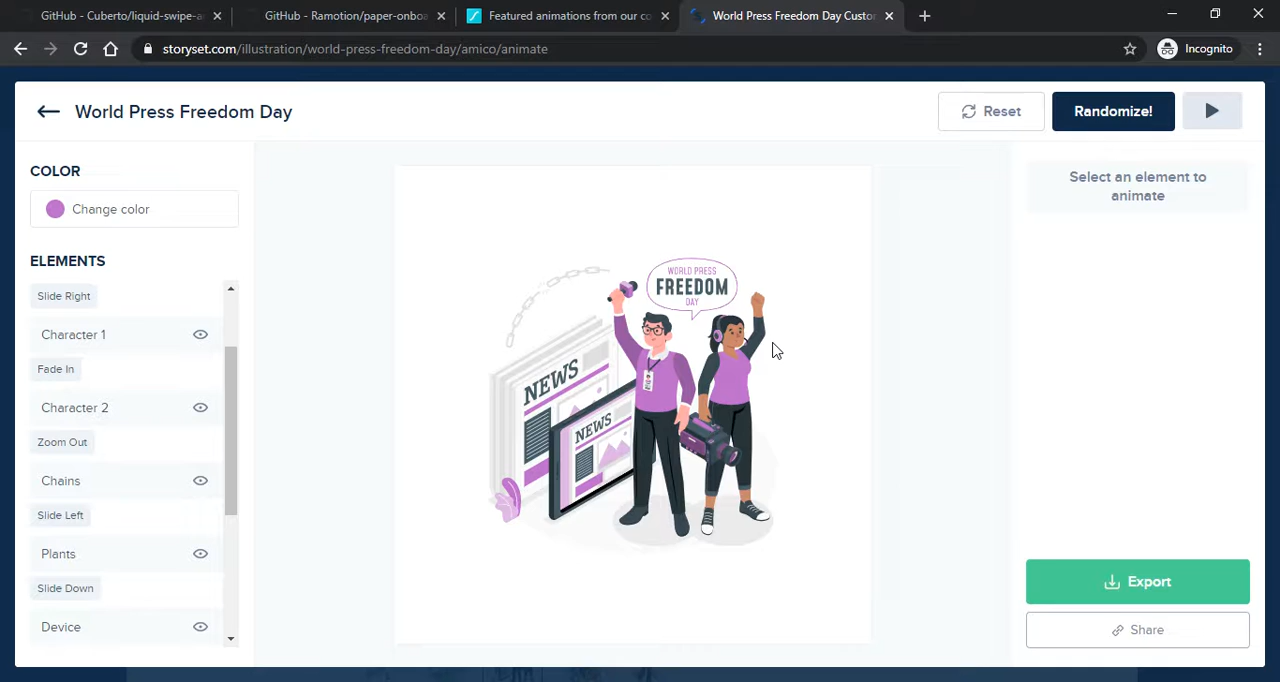 GitHub - Cuberto/liquid-swipe-a
GitHub - Ramotion/paper-onbo
Featured animations from our co
World Press Freedom Day Custo
storyset.com/illustration/world-press-freedom-day/amico/animate
Incognito
World Press Freedom Day
Reset
Randomize!
COLOR
Change color
ELEMENTS
Slide Right
Character 1
Fade In
Character 2
Zoom Out
Chains
Slide Left
Plants
Slide Down
Device
WORLD PRESS
FREEDOM
DAY
NEWS
NEWS
Select an element to
animate
Export
Share